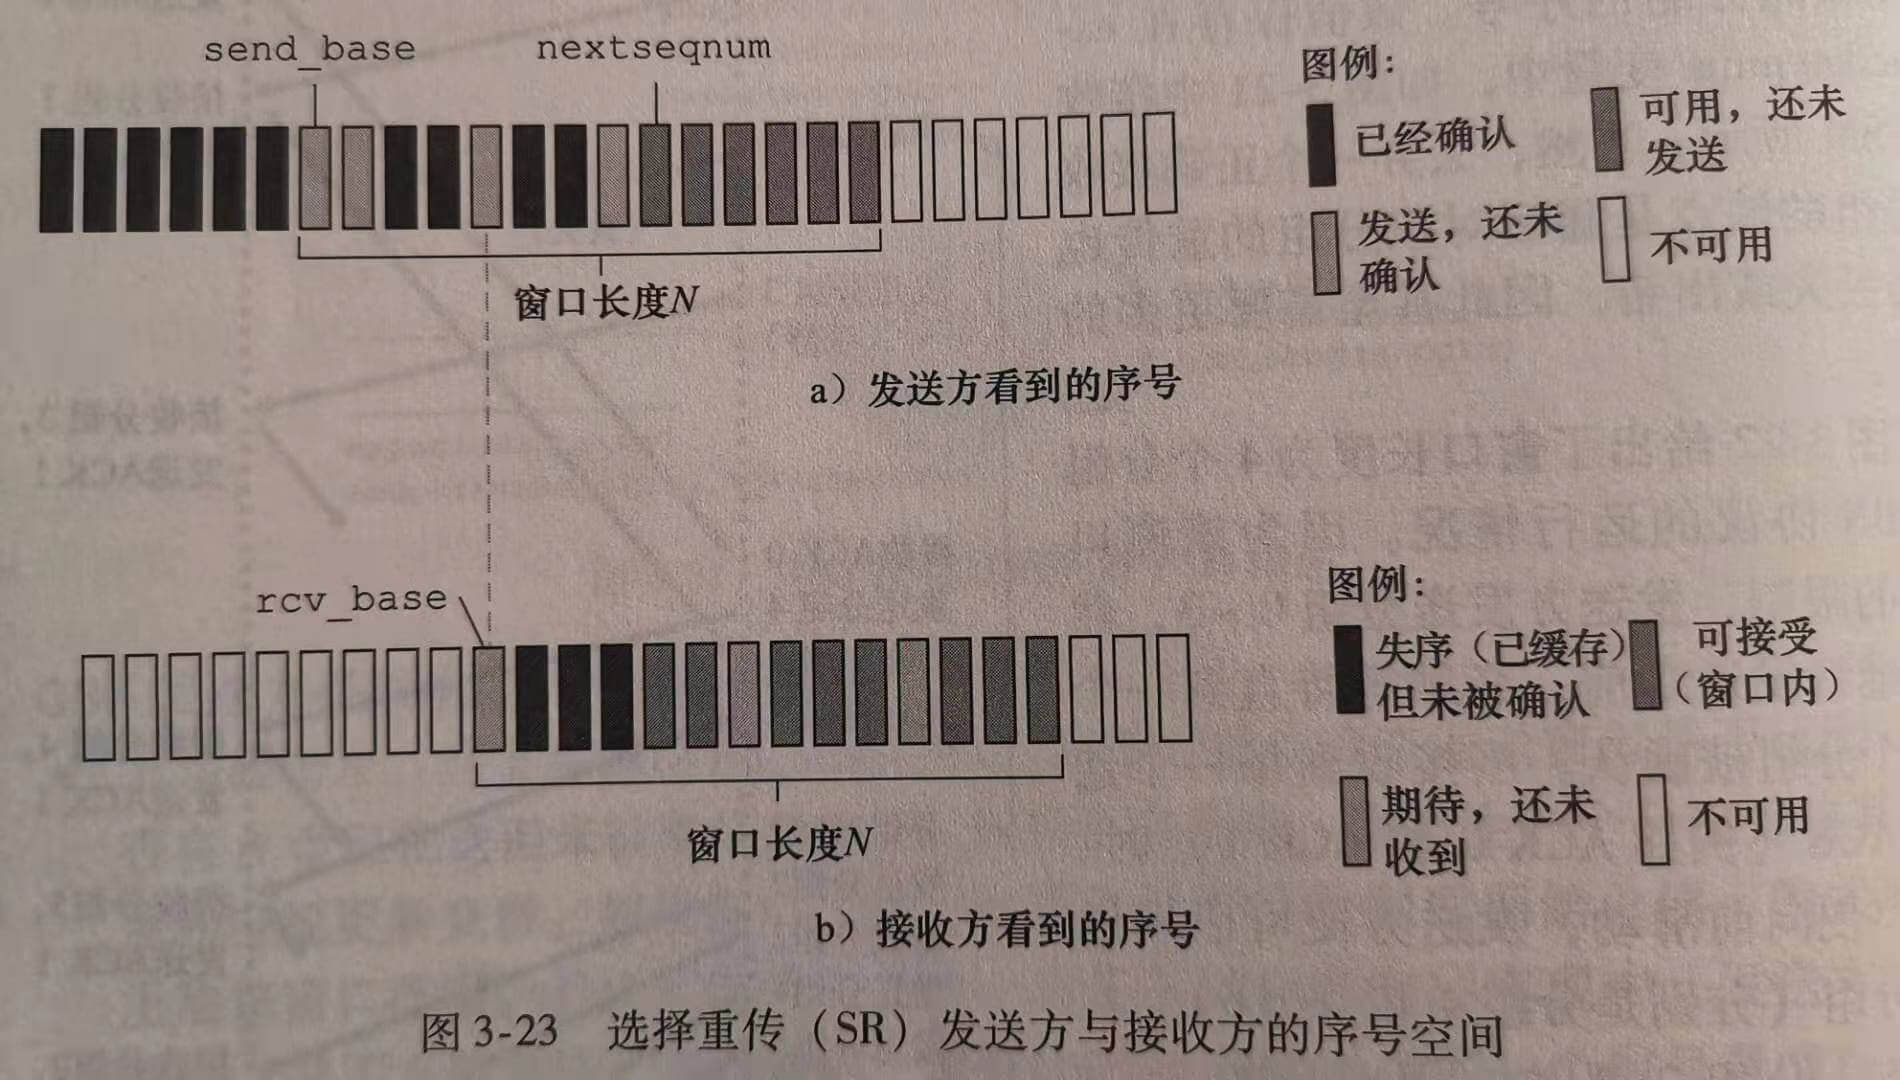 send_base
nextseqnum
图例:
已经确认
可用,还未
发送
发送,还未
确认
不可用
窗口长度N
a)发送方看到的序号
rcv_base
图例:
失序(已缓存)
但未被确认
可接受
(窗口内)
期待,还未
收到
不可用
窗口长度N
b)接收方看到的序号
图 3-23 选择重传(SR)发送方与接收方的序号空间